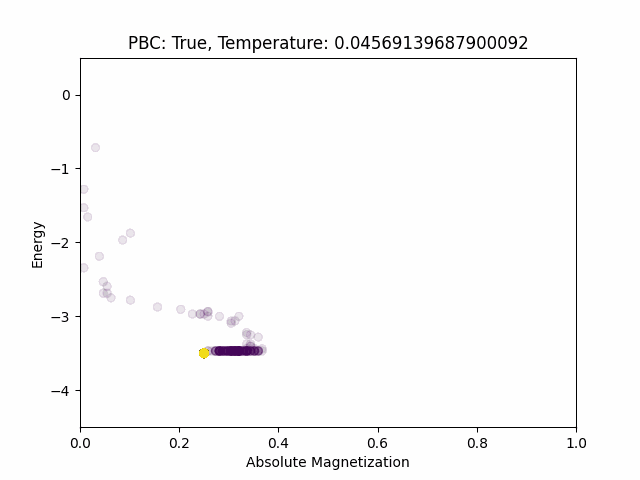 PBC: True, Temperature: 0.04569139687900092
0
−1
−2
−3
−4
Energy
0.0 0.2 0.4 0.6 0.8 1.0
Absolute Magnetization